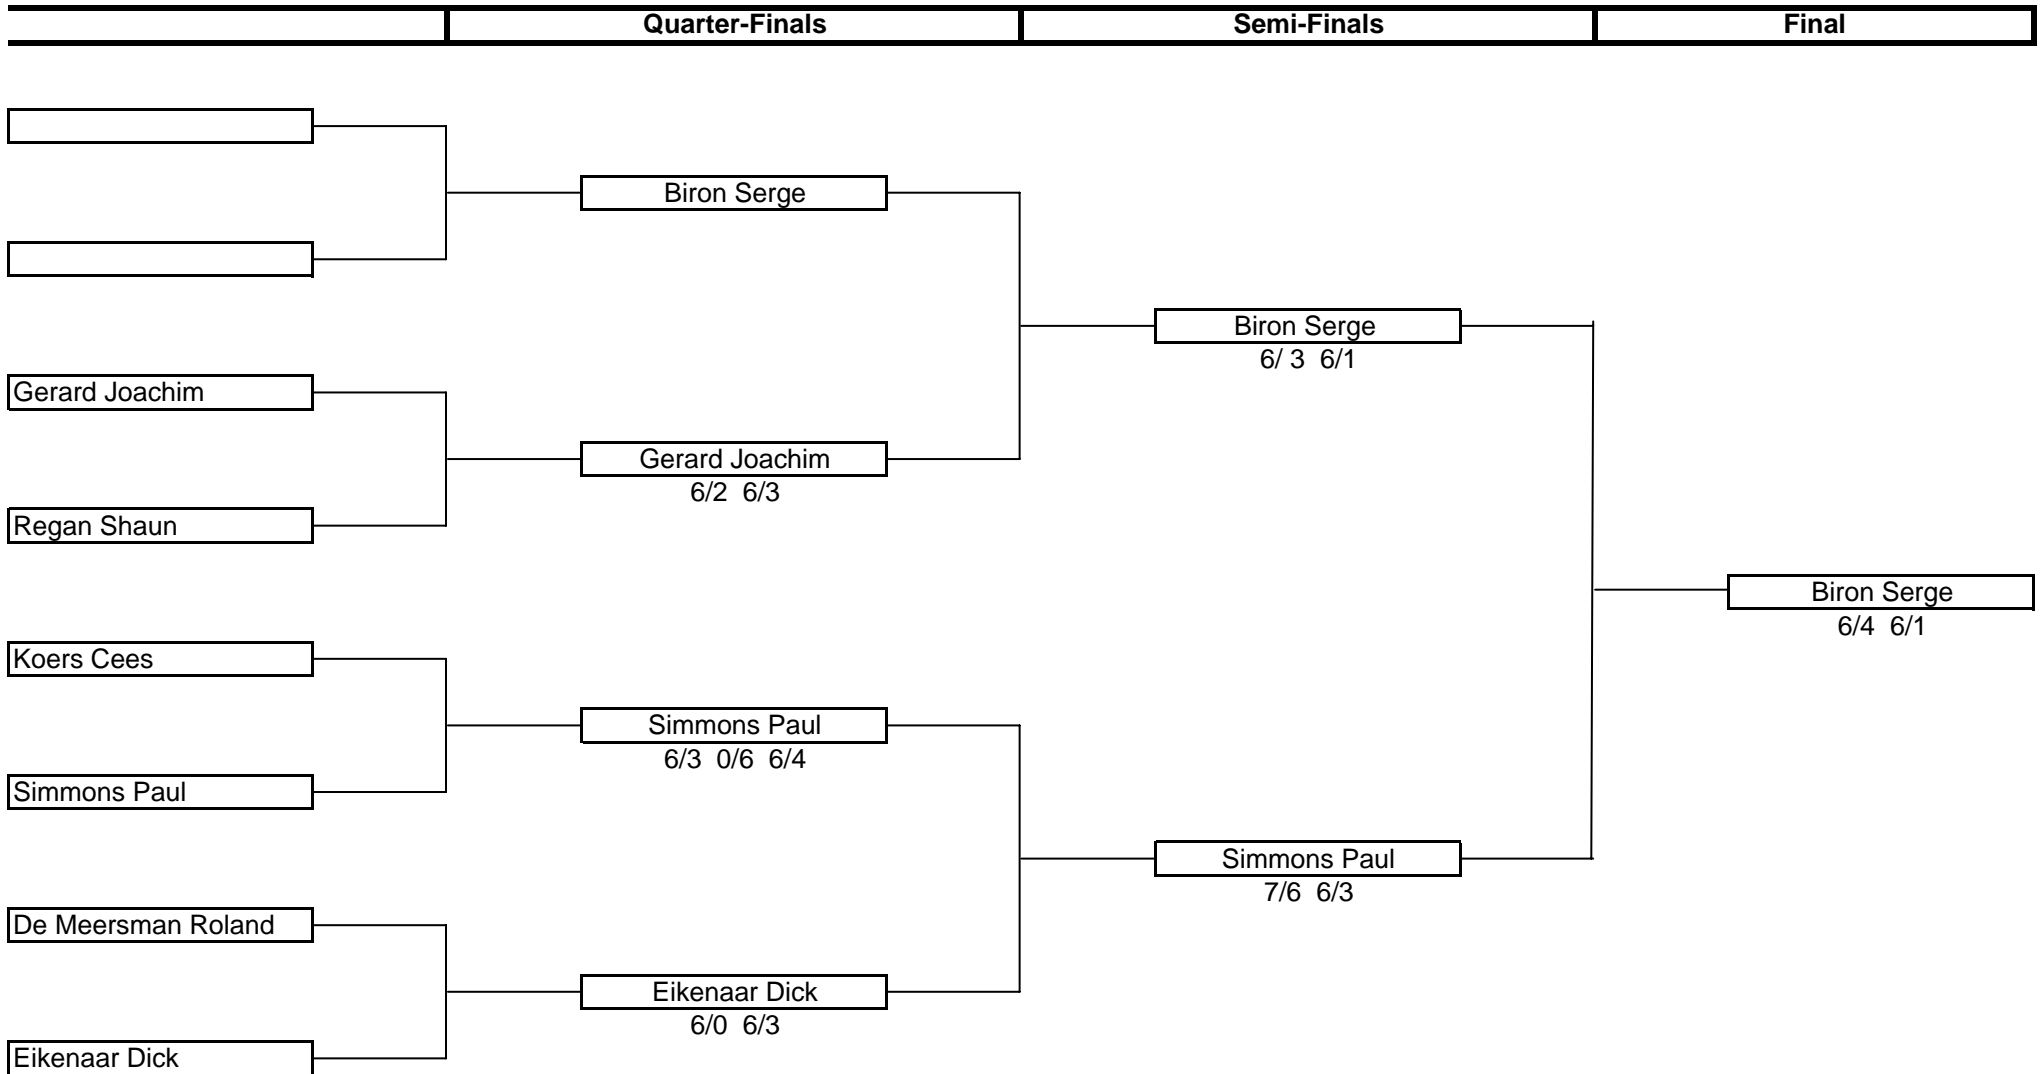 Quarter-Finals Semi-Finals Final
Biron Serge
Biron Serge
6/ 3 6/1
Gerard Joachim
Gerard Joachim
6/2 6/3
Regan Shaun
Biron Serge
6/4 6/1
Koers Cees
Simmons Paul
6/3 0/6 6/4
Simmons Paul
Simmons Paul
7/6 6/3
De Meersman Roland
Eikenaar Dick
6/0 6/3
Eikenaar Dick